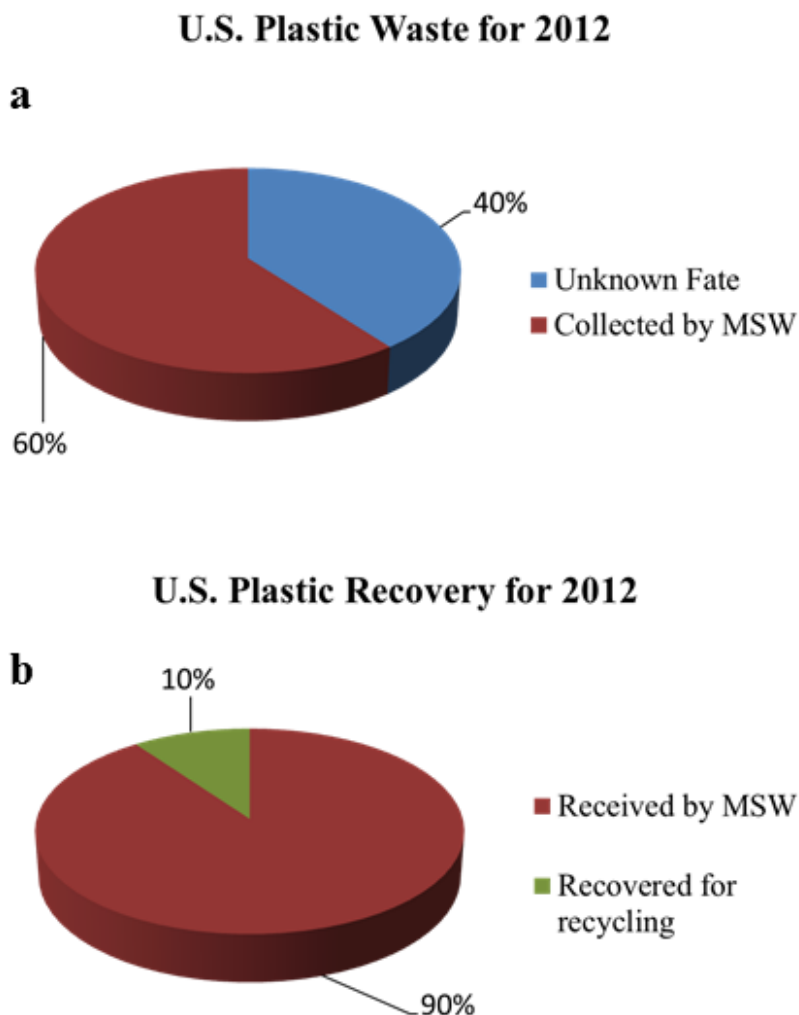 U.S. Plastic Waste for 2012
a
40%
Unknown Fate
Collected by MSW
60%
U.S. Plastic Recovery for 2012
b
10%
Received by MSW
Recovered for
recycling
90%